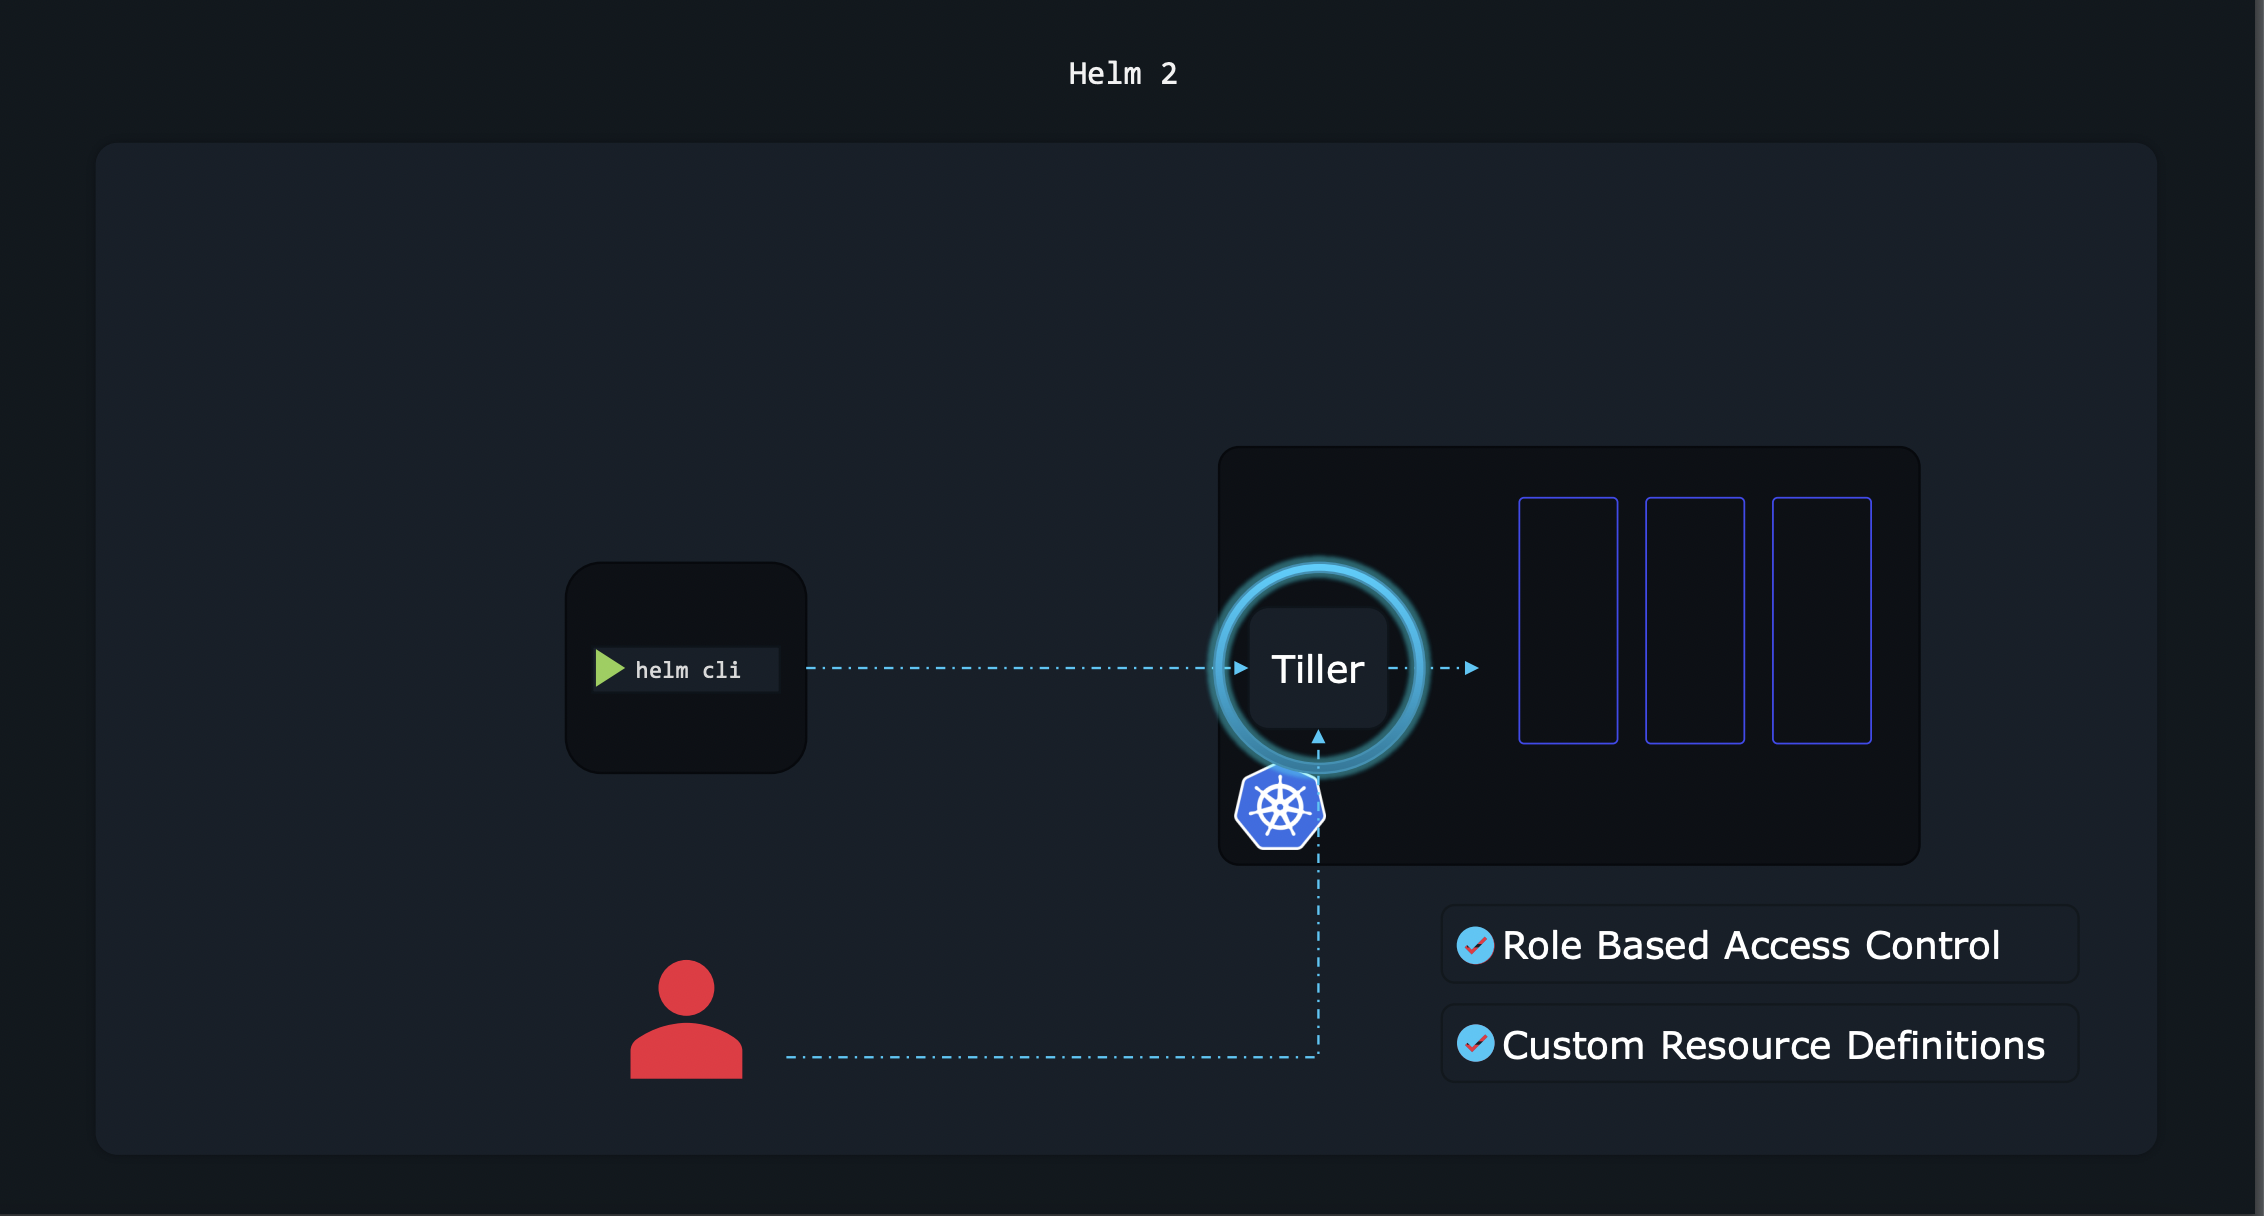 Helm 2
helm cli
Tiller
Role Based Access Control
Custom Resource Definitions